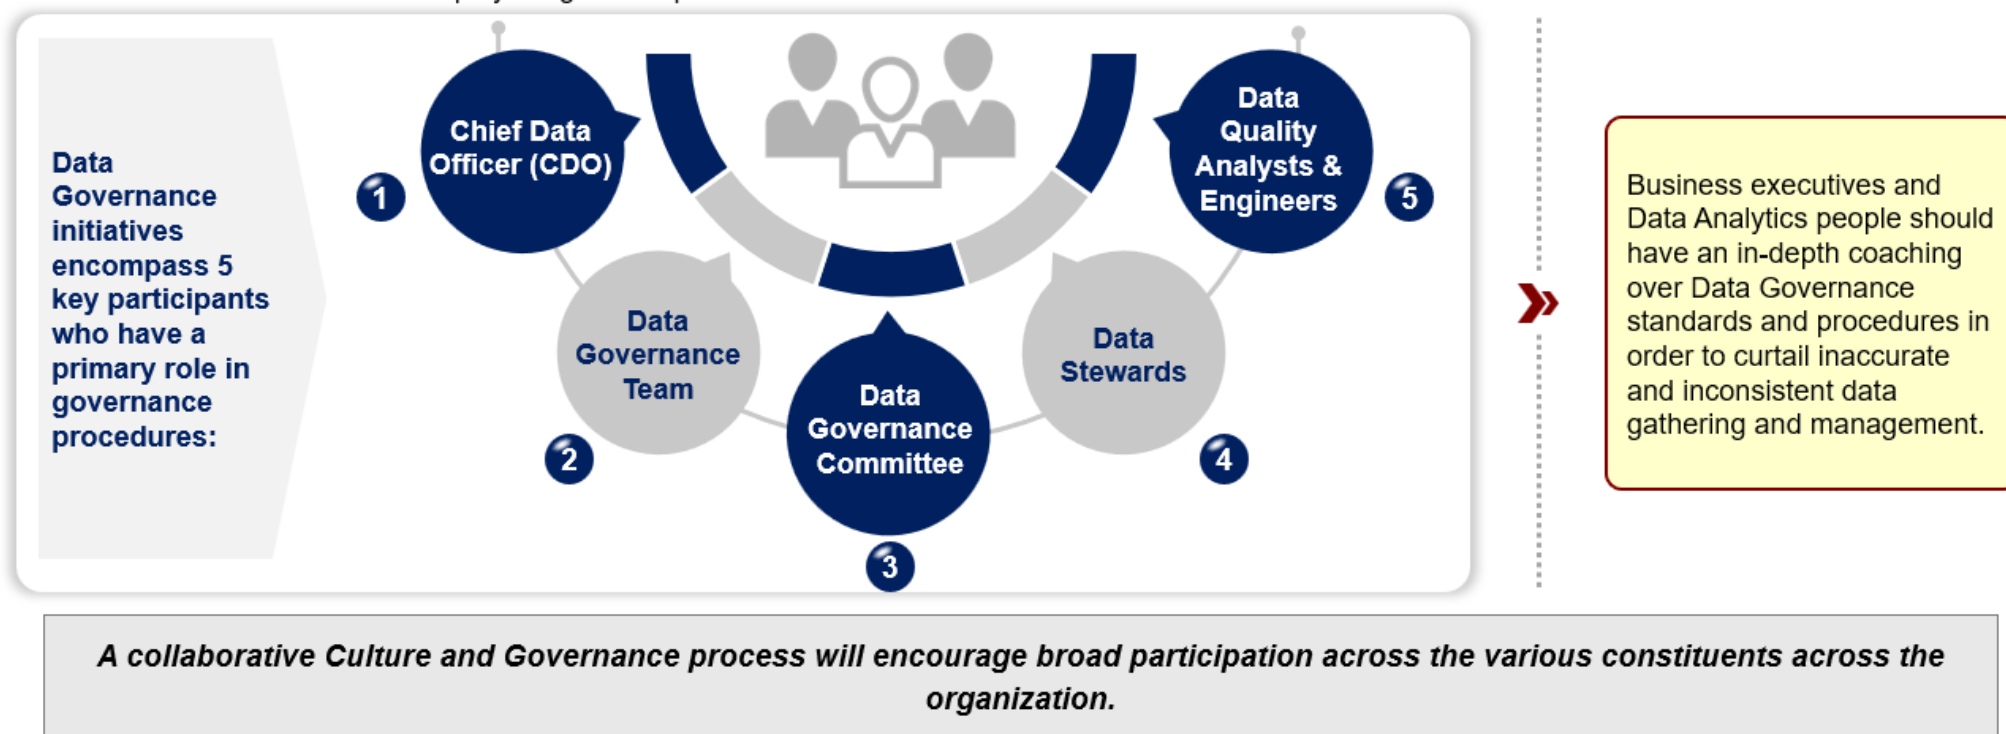 Data
Governance
initiatives
encompass 5
key participants
who have a
primary role in
governance
procedures:
1
Chief Data
Officer (CDO)
2
Data
Governance
Team
3
Data
Governance
Committee
4
Data
Stewards
5
Data
Quality
Analysts &
Engineers
Business executives and
Data Analytics people should
have an in-depth coaching
over Data Governance
standards and procedures in
order to curtail inaccurate
and inconsistent data
gathering and management.
A collaborative Culture and Governance process will encourage broad participation across the various constituents across the
organization.